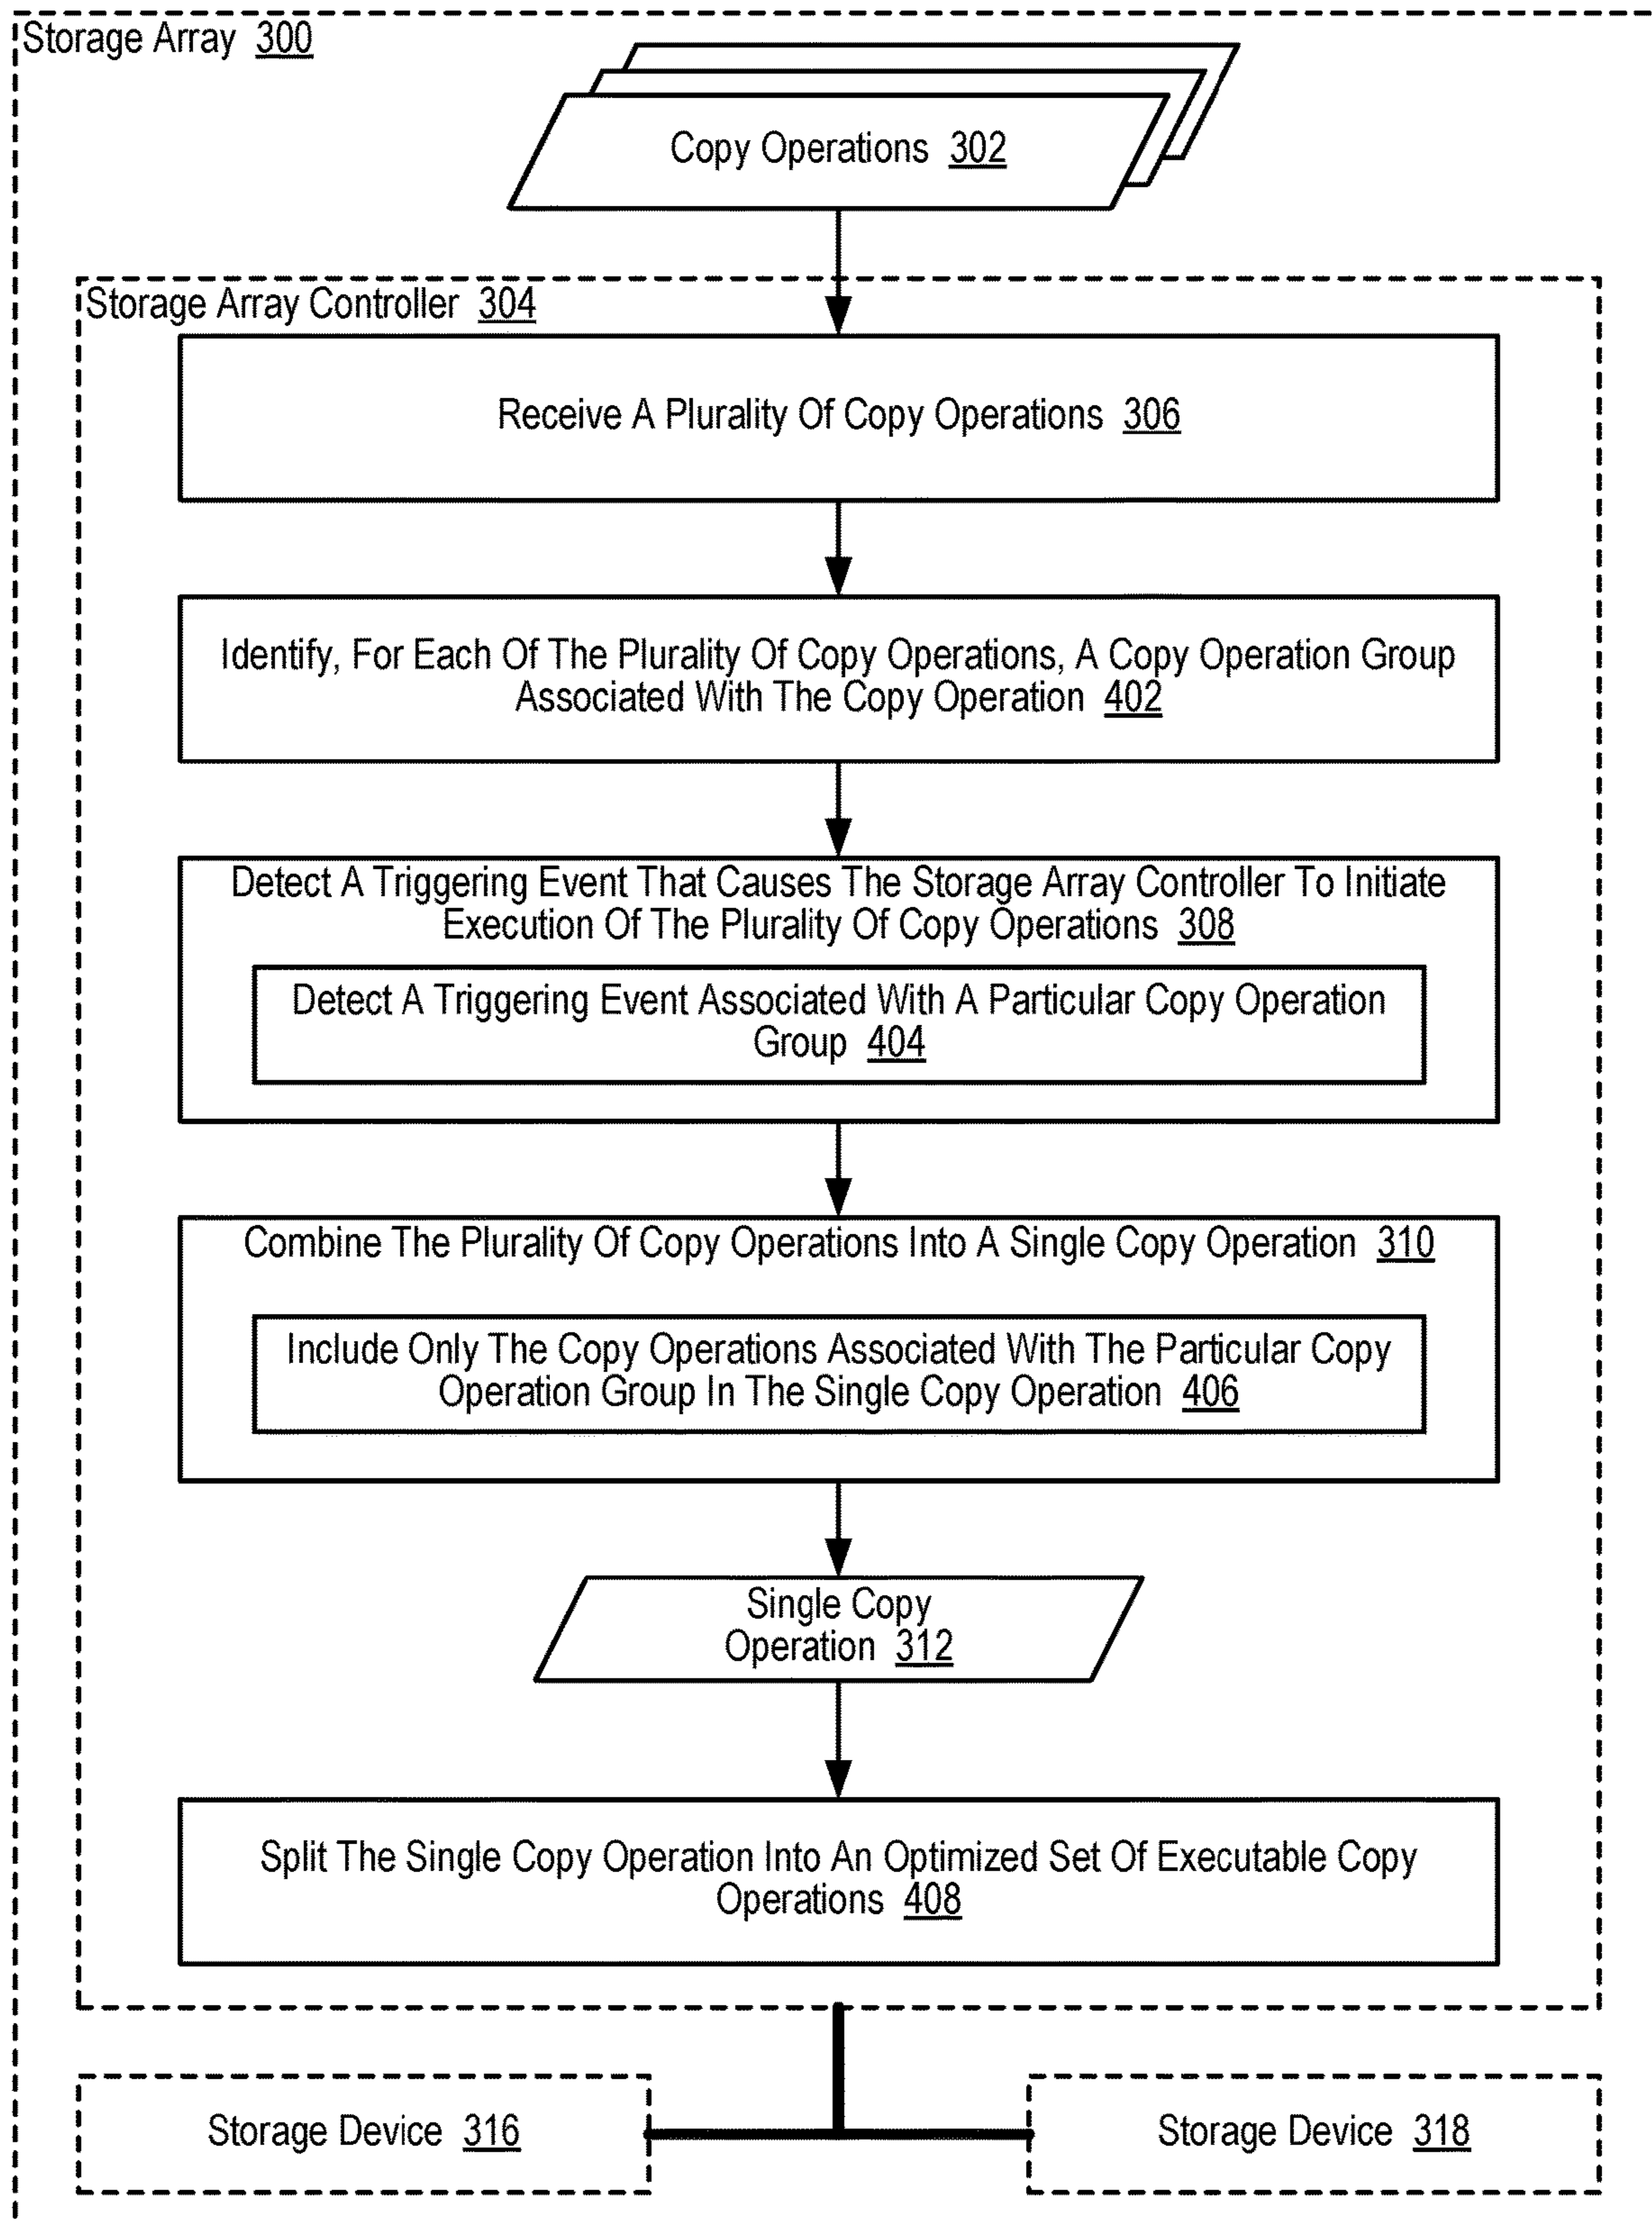 Storage Array 300
Copy Operations 302
Storage Array Controller 304
Receive A Plurality Of Copy Operations 306
Identify, For Each Of The Plurality Of Copy Operations, A Copy Operation Group
Associated With The Copy Operation 402
Detect A Triggering Event That Causes The Storage Array Controller To Initiate
Execution Of The Plurality Of Copy Operations 308
Detect A Triggering Event Associated With A Particular Copy Operation
Group 404
Combine The Plurality Of Copy Operations Into A Single Copy Operation 310
Include Only The Copy Operations Associated With The Particular Copy
Operation Group In The Single Copy Operation 406
Single Copy
Operation 312
Split The Single Copy Operation Into An Optimized Set Of Executable Copy
Operations 408
Storage Device 316
Storage Device 318